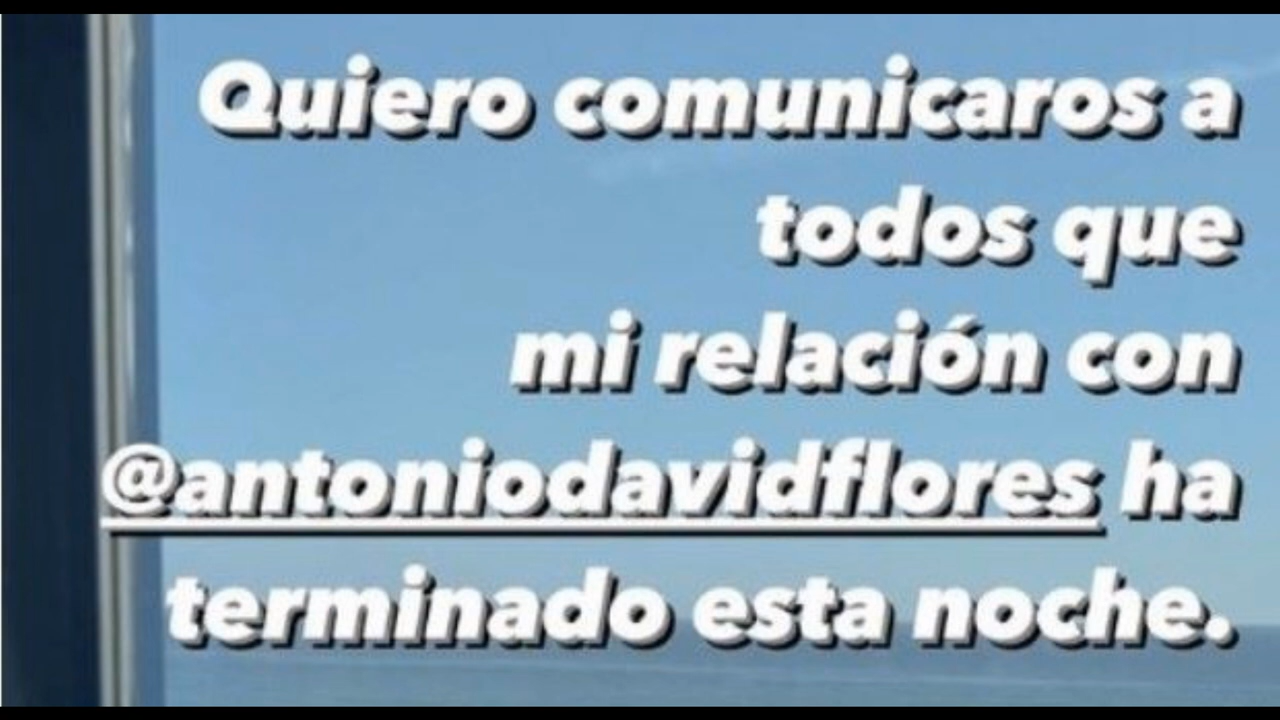 Quiero comunicaros a
todos que
mi relación con
@antoniodavidflores ha
terminado esta noche.